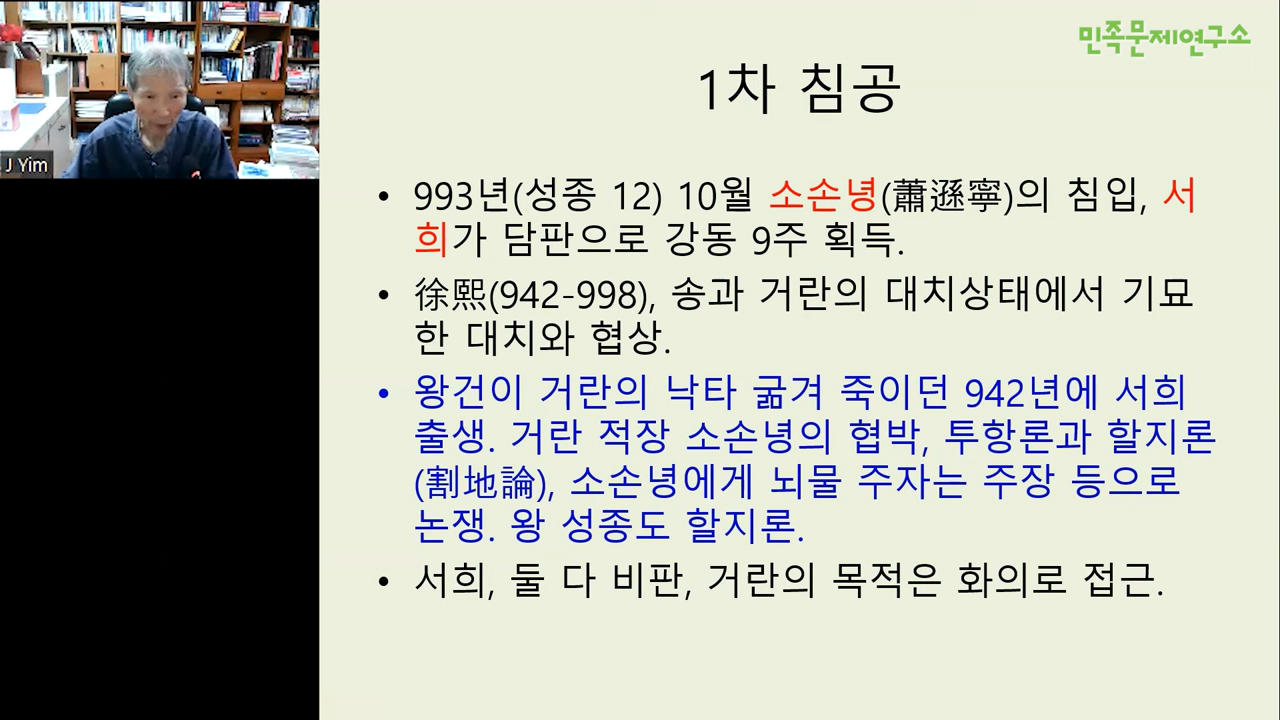 민족문제연구소
1차 침공
J Yim
• 993년(성종 12) 10월 소손녕(蕭遜寧)의 침입, 서
희가 담판으로 강동 9주 획득.
• 徐熙(942-998), 송과 거란의 대치상태에서 기묘
한 대치와 협상.
• 왕건이 거란의 낙타 굶겨 죽이던 942년에 서희
출생. 거란 적장 소손녕의 협박, 투항론과 할지론
(割地論), 소손녕에게 뇌물 주자는 주장 등으로
논쟁. 왕 성종도 할지론.
• 서희, 둘 다 비판, 거란의 목적은 화의로 접근.